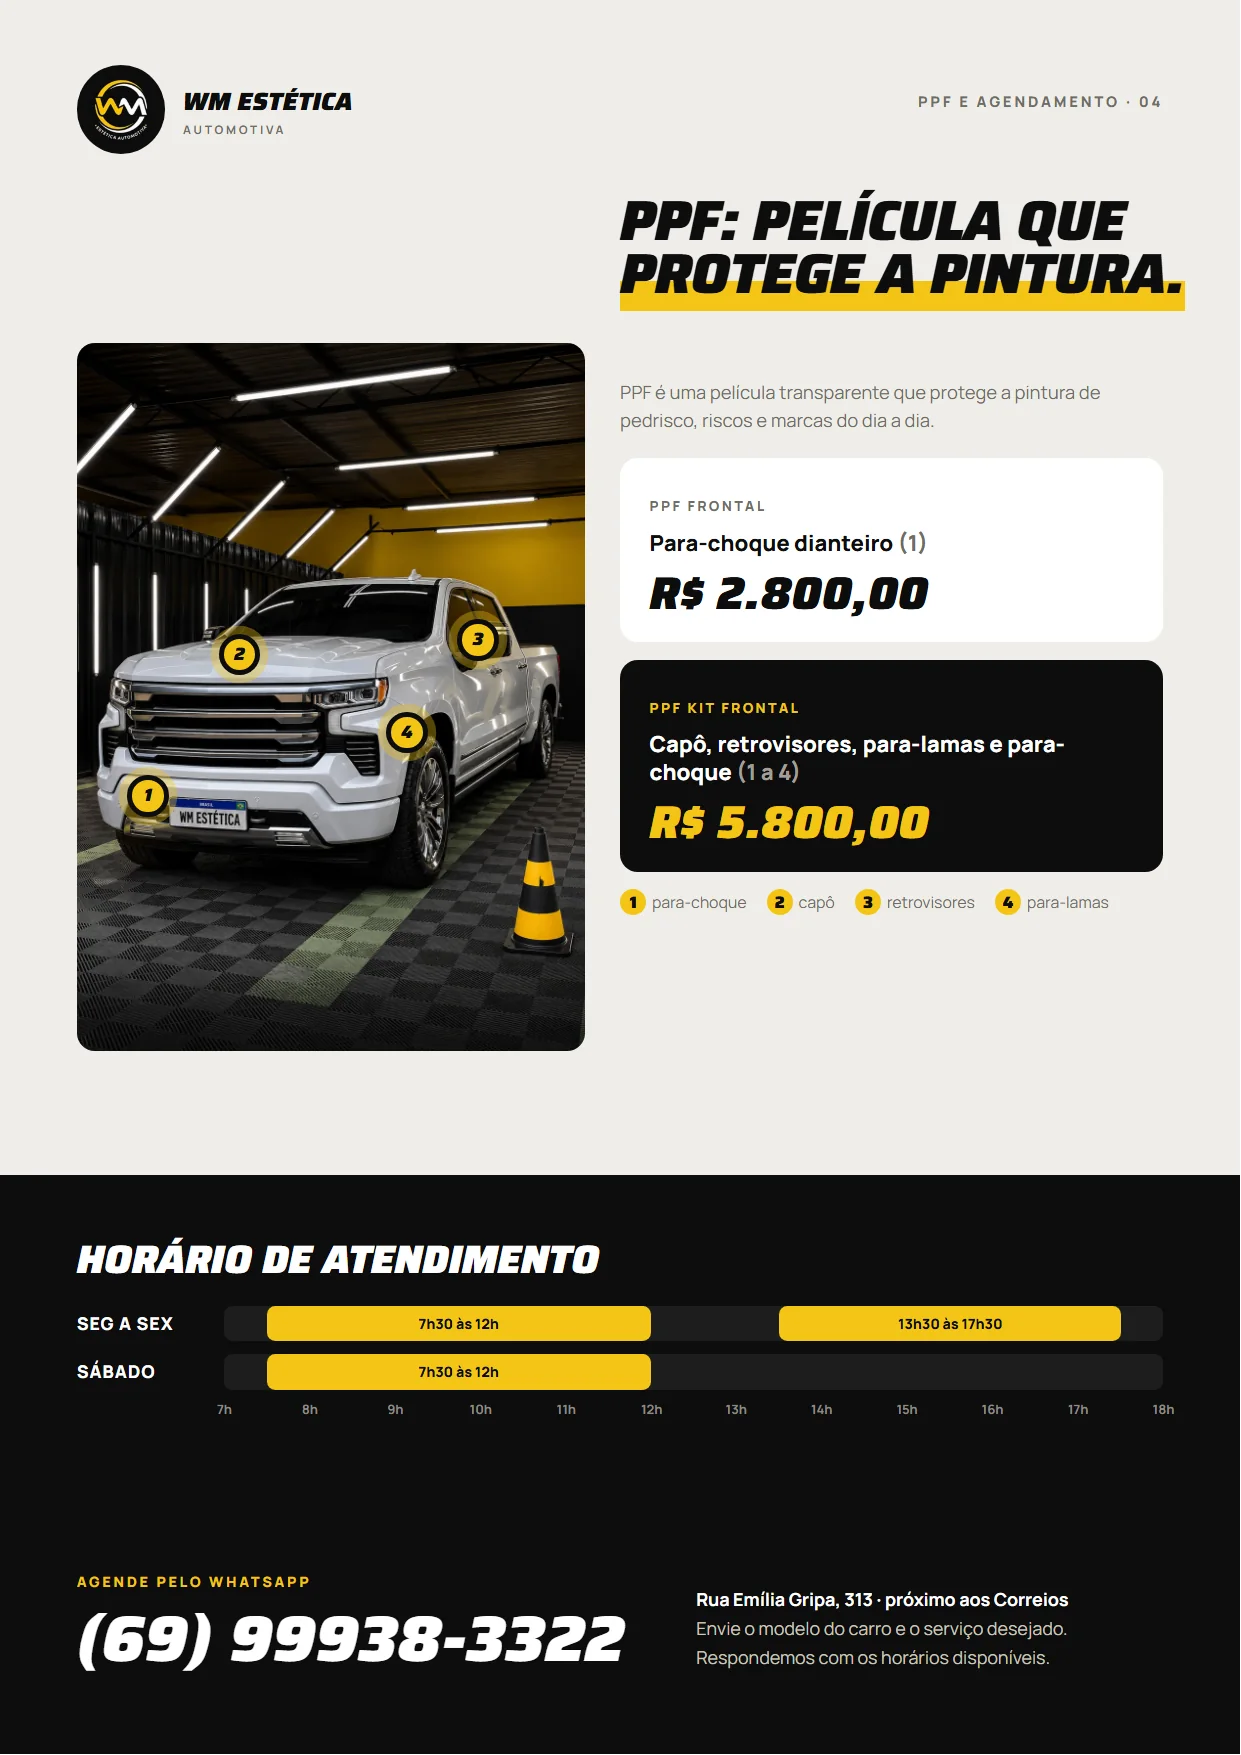 WM
ESTÉTICA AUTOMOTIVA
WM ESTÉTICA
AUTOMOTIVA
PPF E AGENDAMENTO · 04
PPF: PELÍCULA QUE
PROTEGE A PINTURA.
PPF é uma película transparente que protege a pintura de
pedrisco, riscos e marcas do dia a dia.
PPF FRONTAL
Para-choque dianteiro (1)
R$ 2.800,00
PPF KIT FRONTAL
Capô, retrovisores, para-lamas e para-
choque (1 a 4)
R$ 5.800,00
1 para-choque 2 capô 3 retrovisores 4 para-lamas
2
3
4
1
BRASIL
WM ESTÉTICA
HORÁRIO DE ATENDIMENTO
SEG A SEX 7h30 às 12h 13h30 às 17h30
SÁBADO 7h30 às 12h
7h 8h 9h 10h 11h 12h 13h 14h 15h 16h 17h 18h
AGENDE PELO WHATSAPP
(69) 99938-3322
Rua Emília Gripa, 313 · próximo aos Correios
Envie o modelo do carro e o serviço desejado.
Respondemos com os horários disponíveis.